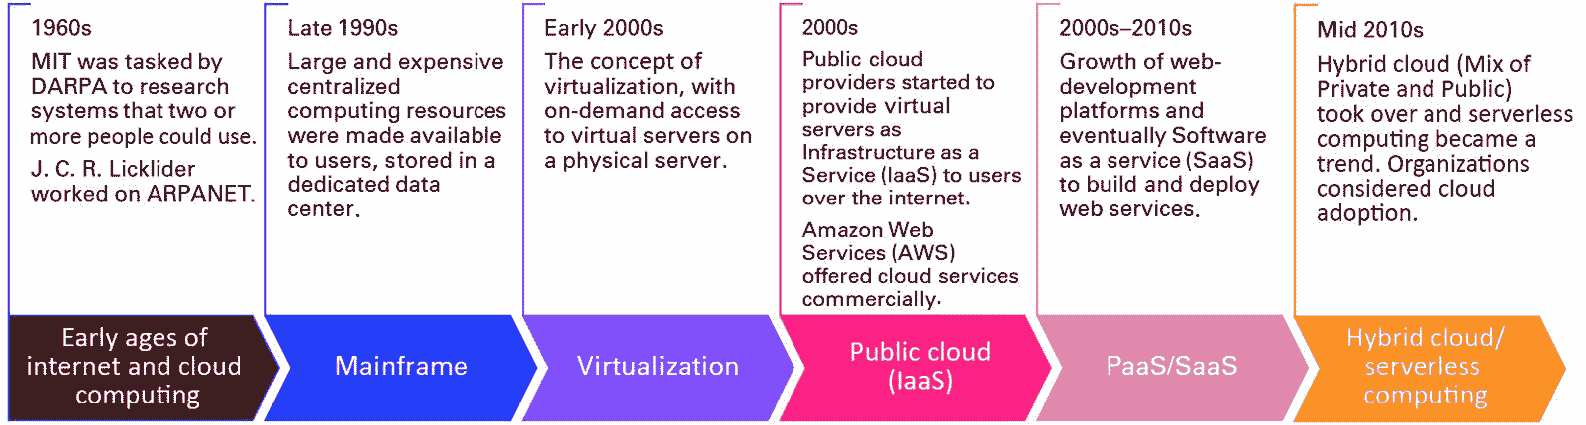 1960s
MIT was tasked by
DARPA to research
systems that two or
more people could use.
J. C. R. Licklider
worked on ARPANET.
Early ages of
internet and cloud
computing
Late 1990s
Large and expensive
centralized
computing resources
were made available
to users, stored in a
dedicated data
center.
Mainframe
Early 2000s
The concept of
virtualization, with
on-demand access
to virtual servers on
a physical server.
Virtualization
2000s
Public cloud
providers started to
provide virtual
servers as
Infrastructure as a
Service (IaaS) to users
over the internet.
Amazon Web
Services (AWS)
offered cloud services
commercially.
Public cloud
(IaaS)
2000s–2010s
Growth of web-
development
platforms and
eventually Software
as a service (SaaS)
to build and deploy
web services.
PaaS/SaaS
Mid 2010s
Hybrid cloud (Mix of
Private and Public)
took over and serverless
computing became a
trend. Organizations
considered cloud
adoption.
Hybrid cloud/
serverless
computing